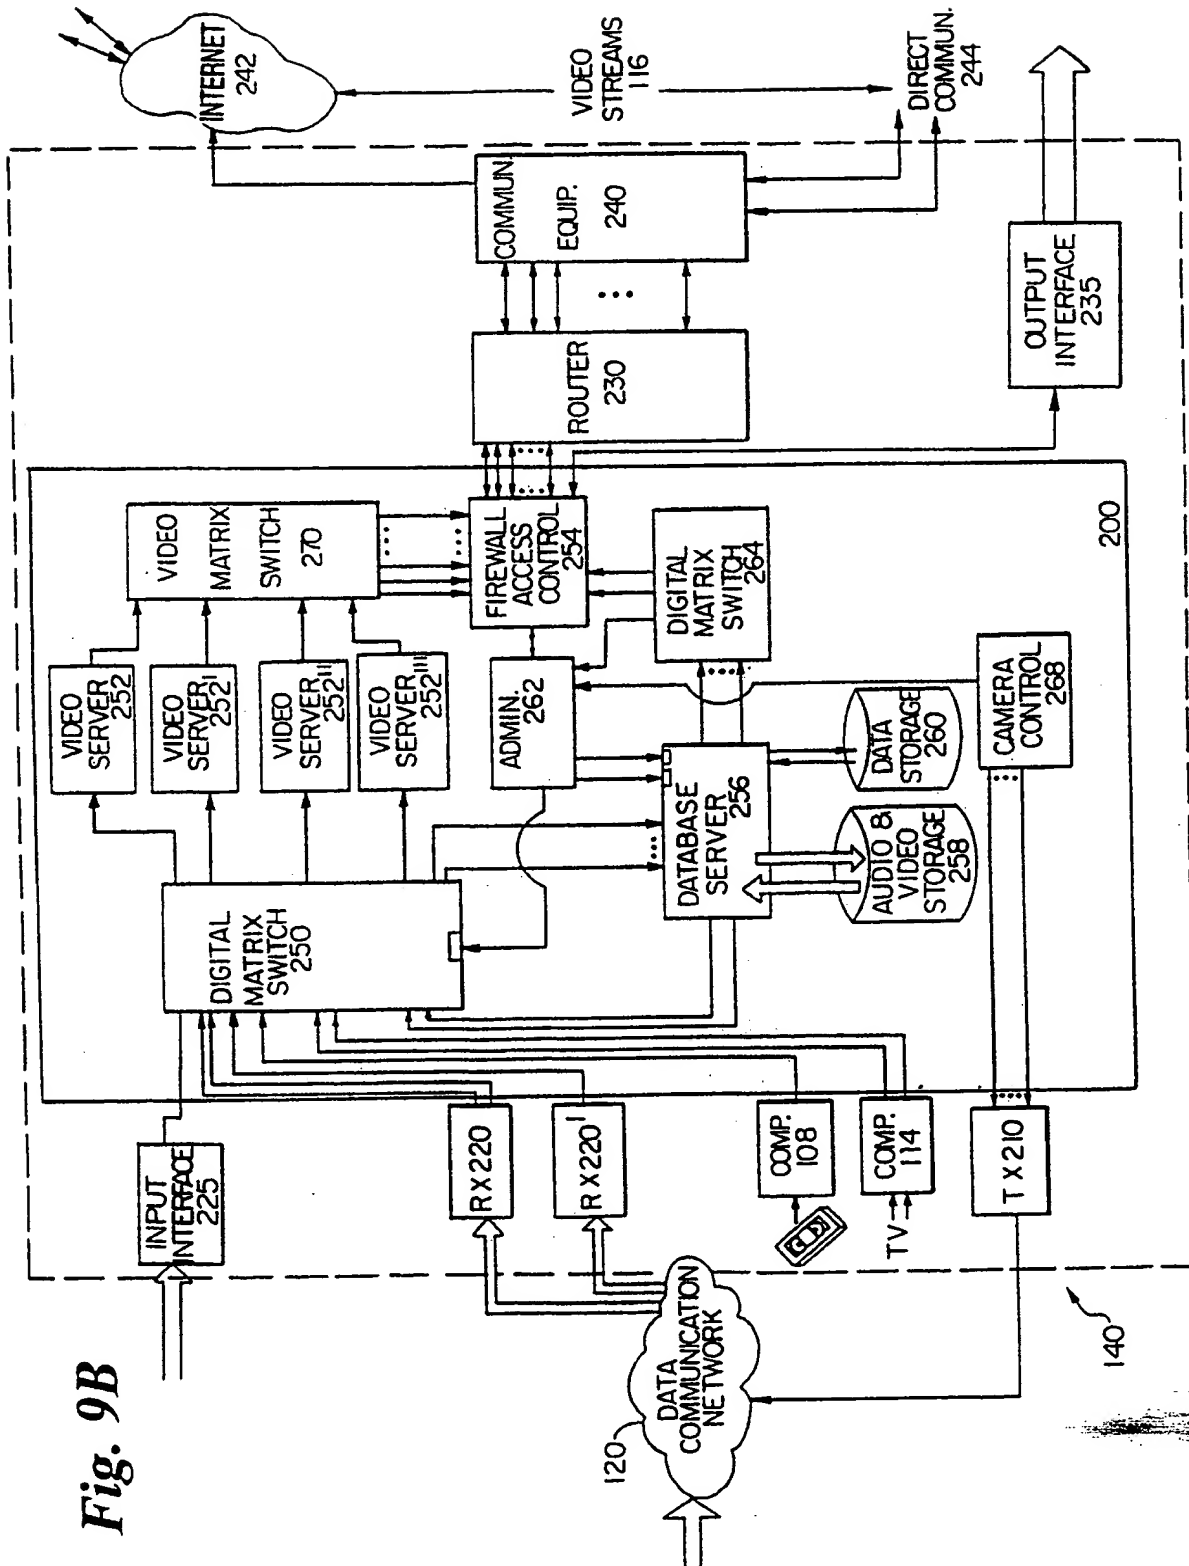 Fig. 9B
INPUT
INTERFACE
225
DIGITAL
MATRIX
SWITCH
250
VIDEO
SERVER
252
VIDEO
SERVER
252'
VIDEO
SERVER
252"
VIDEO
SERVER
252'''
VIDEO
MATRIX
SWITCH
270
INTERNET
242
VIDEO
STREAMS
116
DIRECT
COMMUN.
244
COMMUN.
EQUIP.
240
ROUTER
230
FIREWALL
ACCESS
CONTROL
254
ADMIN.
262
DIGITAL
MATRIX
SWITCH
264
OUTPUT
INTERFACE
235
DATABASE
SERVER
256
DATA
STORAGE
260
AUDIO &
VIDEO
STORAGE
258
CAMERA
CONTROL
268
200
RX 220
RX 220'
COMP.
108
COMP.
114
TV
TX 210
120
DATA
COMMUNICATION
NETWORK
140